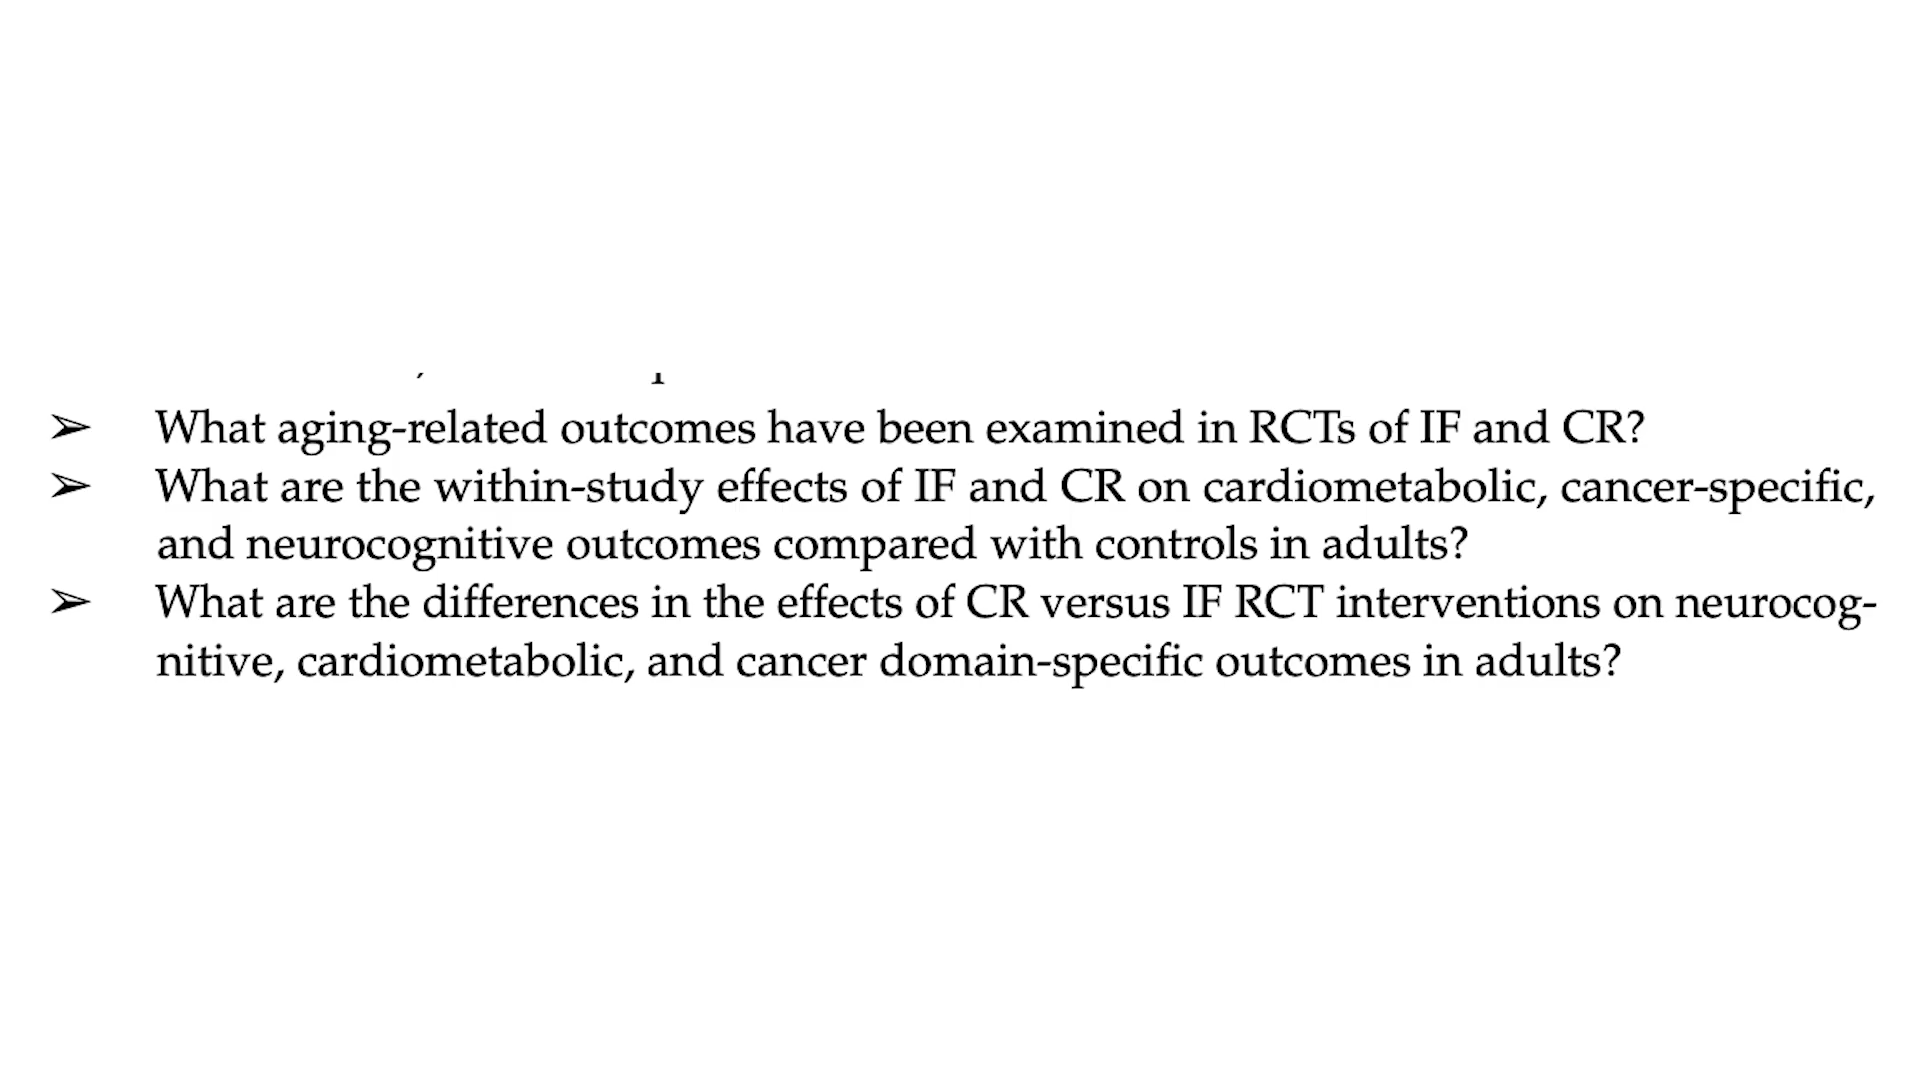 ➢ What aging-related outcomes have been examined in RCTs of IF and CR?
➢ What are the within-study effects of IF and CR on cardiometabolic, cancer-specific,
and neurocognitive outcomes compared with controls in adults?
➢ What are the differences in the effects of CR versus IF RCT interventions on neurocog-
nitive, cardiometabolic, and cancer domain-specific outcomes in adults?